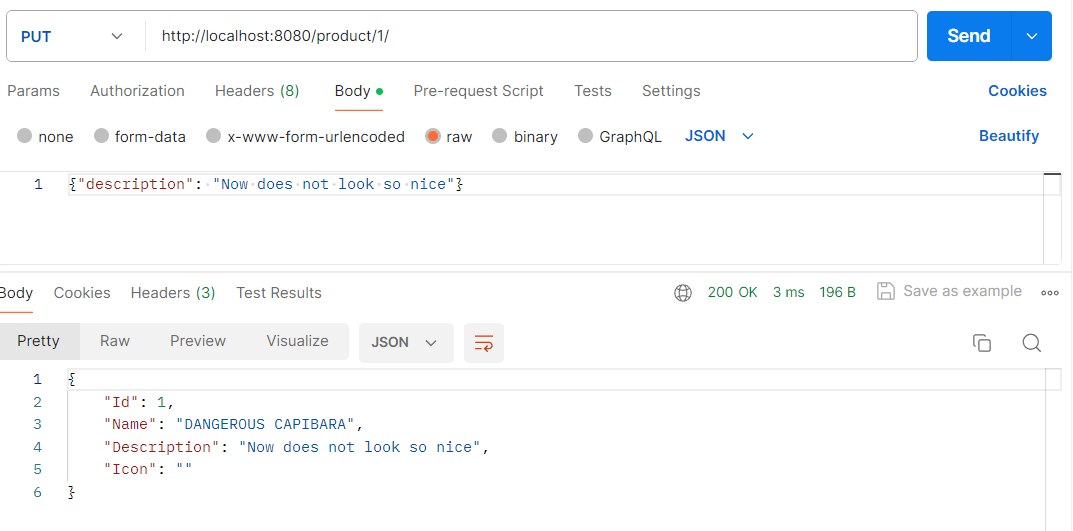 PUT http://localhost:8080/product/1/ Send
Params Authorization Headers (8) Body Pre-request Script Tests Settings Cookies
none form-data x-www-form-urlencoded raw binary GraphQL JSON Beautify
1 {"description": "Now does not look so nice"}
Body Cookies Headers (3) Test Results 200 OK 3 ms 196 B Save as example
Pretty Raw Preview Visualize JSON
1 {
2 "Id": 1,
3 "Name": "DANGEROUS CAPIBARA",
4 "Description": "Now does not look so nice",
5 "Icon": ""
6 }